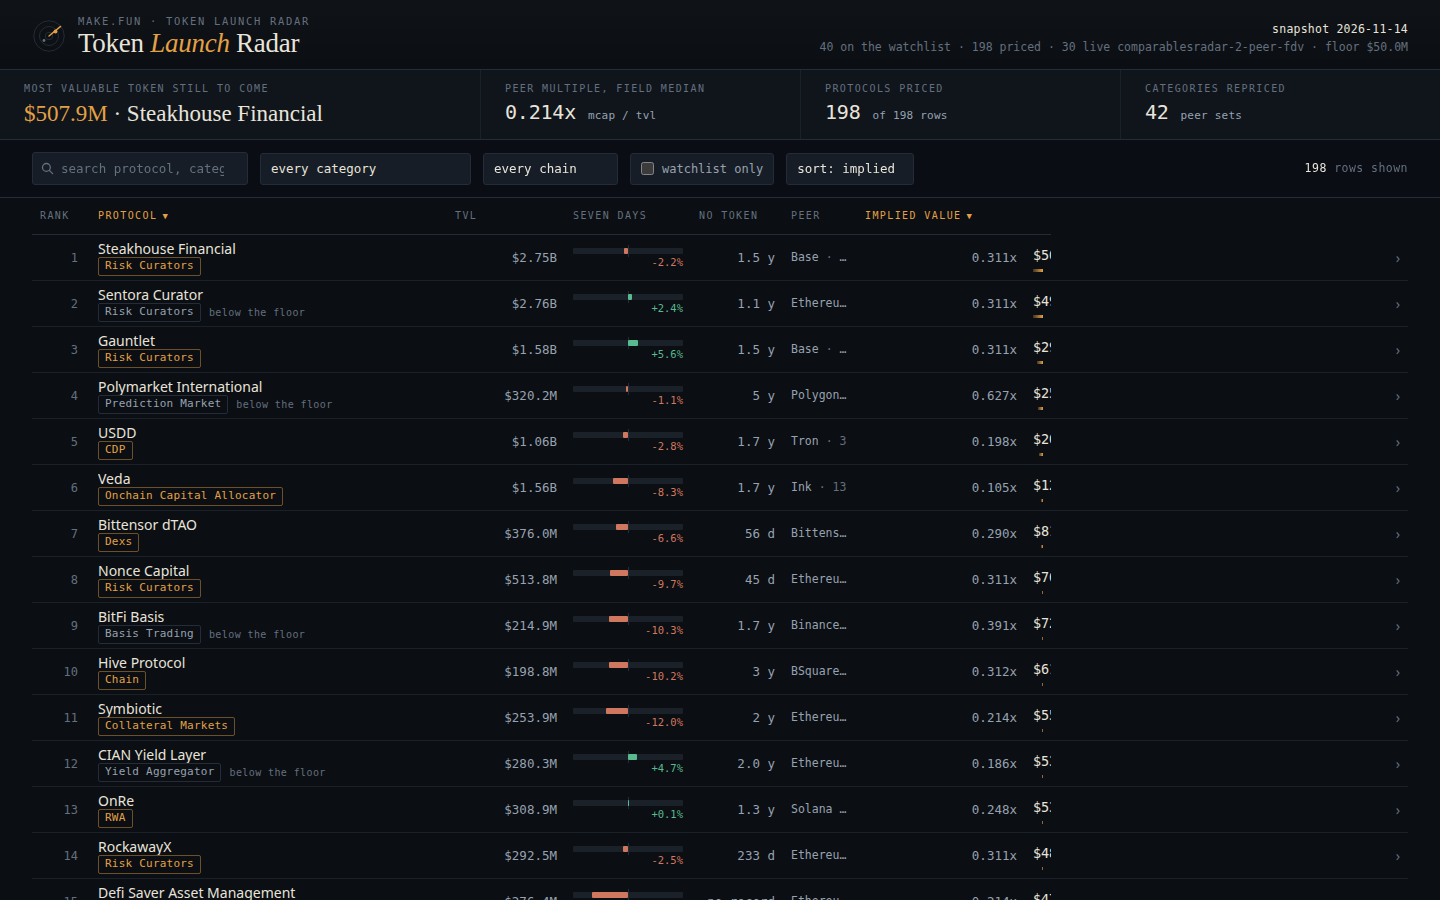 MAKE.FUN · TOKEN LAUNCH RADAR
Token Launch Radar
snapshot 2026-11-14
40 on the watchlist · 198 priced · 30 live comparablesradar-2-peer-fdv · floor $50.0M
MOST VALUABLE TOKEN STILL TO COME
$507.9M · Steakhouse Financial
PEER MULTIPLE, FIELD MEDIAN
0.214x mcap / tvl
PROTOCOLS PRICED
198 of 198 rows
CATEGORIES REPRICED
42 peer sets
search protocol, categ
every category
every chain
watchlist only
sort: implied
198 rows shown
RANK PROTOCOL ▼ TVL SEVEN DAYS NO TOKEN PEER IMPLIED VALUE ▼
1 Steakhouse Financial $2.75B 1.5 y Base · … 0.311x ›
Risk Curators -2.2%
2 Sentora Curator $2.76B 1.1 y Ethereu… 0.311x ›
Risk Curators below the floor +2.4%
3 Gauntlet $1.58B 1.5 y Base · … 0.311x ›
Risk Curators +5.6%
4 Polymarket International $320.2M 5 y Polygon… 0.627x ›
Prediction Market below the floor -1.1%
5 USDD $1.06B 1.7 y Tron · 3 0.198x ›
CDP -2.8%
6 Veda $1.56B 1.7 y Ink · 13 0.105x ›
Onchain Capital Allocator -8.3%
7 Bittensor dTAO $376.0M 56 d Bittens… 0.290x ›
Dexs -6.6%
8 Nonce Capital $513.8M 45 d Ethereu… 0.311x ›
Risk Curators -9.7%
9 BitFi Basis $214.9M 1.7 y Binance… 0.391x ›
Basis Trading below the floor -10.3%
10 Hive Protocol $198.8M 3 y BSquare… 0.312x ›
Chain -10.2%
11 Symbiotic $253.9M 2 y Ethereu… 0.214x ›
Collateral Markets -12.0%
12 CIAN Yield Layer $280.3M 2.0 y Ethereu… 0.186x ›
Yield Aggregator below the floor +4.7%
13 OnRe $308.9M 1.3 y Solana … 0.248x ›
RWA +0.1%
14 RockawayX $292.5M 233 d Ethereu… 0.311x ›
Risk Curators -2.5%
Defi Saver Asset Management